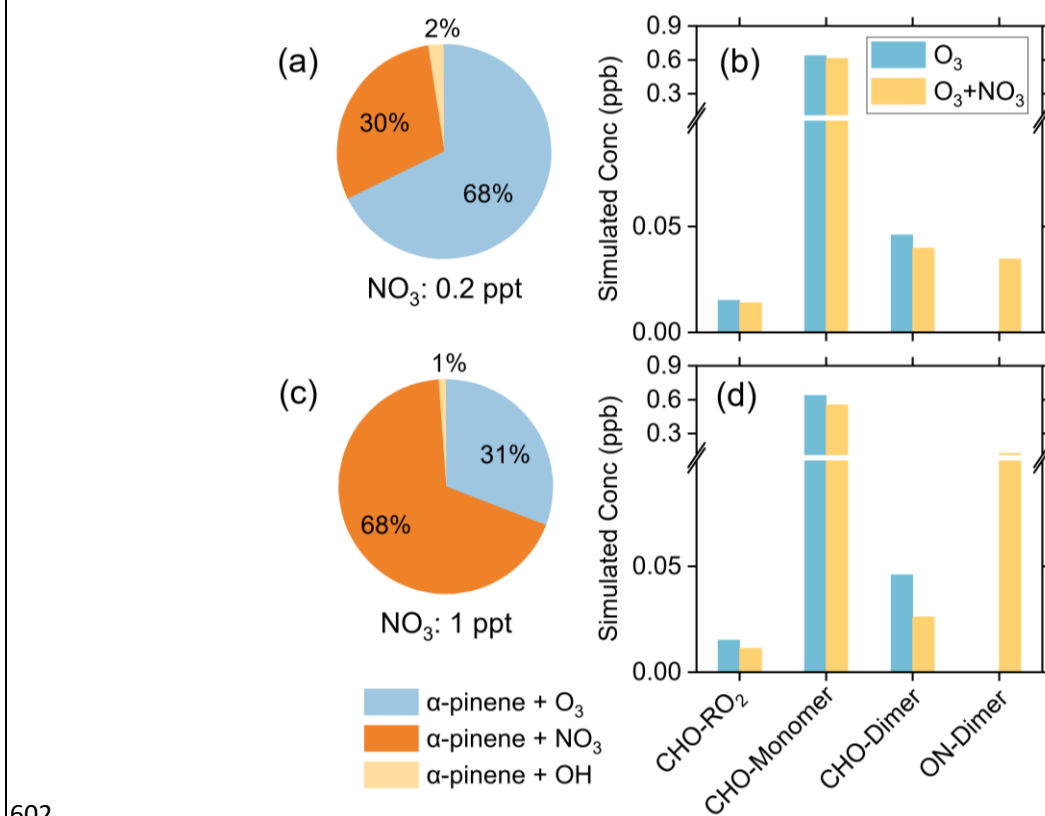 (a)
2%
30%
68%
NO₃: 0.2 ppt
(b)
O₃
O₃+NO₃
Simulated Conc (ppb)
0.9
0.6
0.3
0.05
0.00
(c)
1%
31%
68%
NO₃: 1 ppt
(d)
Simulated Conc (ppb)
0.9
0.6
0.3
0.05
0.00
CHO-RO₂
CHO-Monomer
CHO-Dimer
ON-Dimer
α-pinene + O₃
α-pinene + NO₃
α-pinene + OH
602